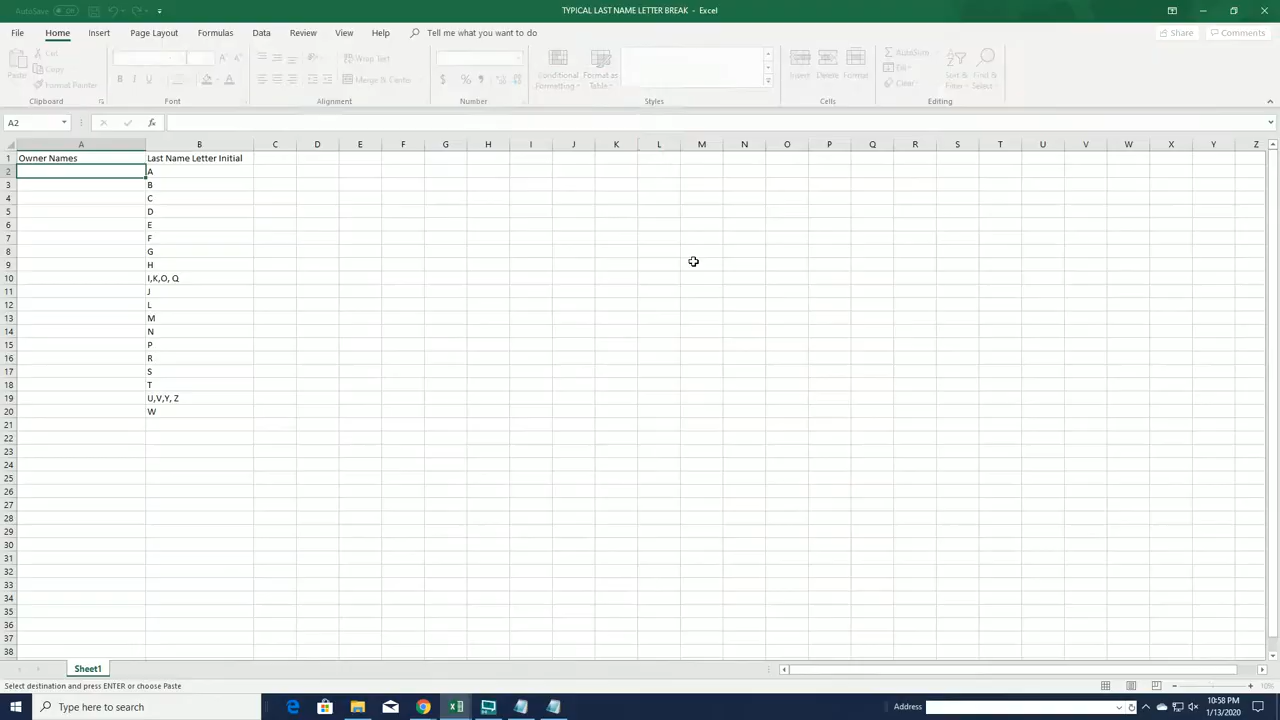 AutoSave Off
TYPICAL LAST NAME LETTER BREAK - Excel
File Home Insert Page Layout Formulas Data Review View Help Tell me what you want to do
Share Comments
Paste
Cut
Copy
Format Painter
Clipboard
B I U
Font
Wrap Text
Merge & Center
Alignment
$ % ,
Number
Conditional Formatting
Format as Table
Styles
Insert
Delete
Format
Cells
AutoSum
Fill
Clear
Sort & Filter
Find & Select
Editing
A2 fx
A B C D E F G H I J K L M N O P Q R S T U V W X Y Z
1 Owner Names Last Name Letter Initial
2 A
3 B
4 C
5 D
6 E
7 F
8 G
9 H
10 I,K,O, Q
11 J
12 L
13 M
14 N
15 P
16 R
17 S
18 T
19 U,V,Y, Z
20 W
21
22
23
24
25
26
27
28
29
30
31
32
33
34
35
36
37
38
Sheet1
Select destination and press ENTER or choose Paste
Type here to search
Address
10:58 PM
1/13/2020